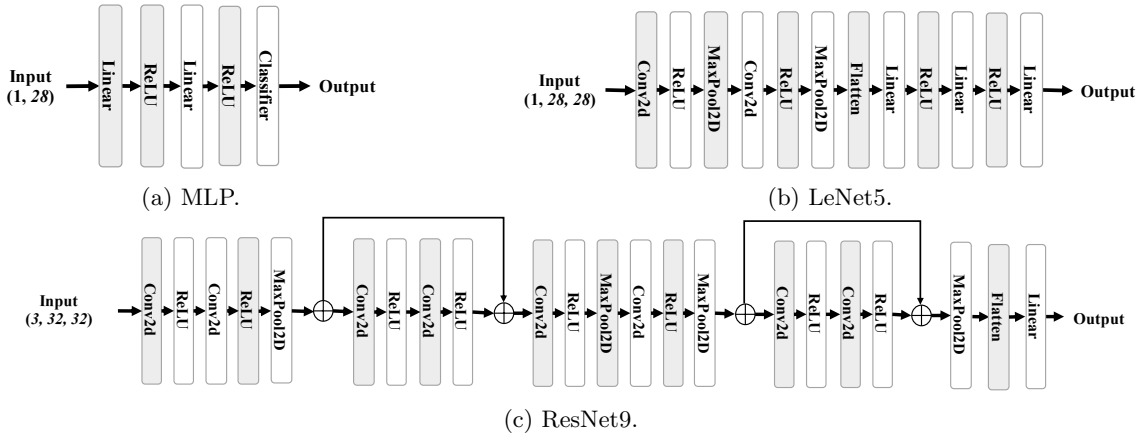 Input
(1, 28)
Linear
ReLU
Linear
ReLU
Classifier
Output
(a) MLP.
Input
(1, 28, 28)
Conv2d
ReLU
MaxPool2D
Conv2d
ReLU
MaxPool2D
Flatten
Linear
ReLU
Linear
ReLU
Linear
Output
(b) LeNet5.
Input
(3, 32, 32)
Conv2d
ReLU
Conv2d
ReLU
MaxPool2D
Conv2d
ReLU
Conv2d
ReLU
Conv2d
ReLU
MaxPool2D
Conv2d
ReLU
MaxPool2D
Conv2d
ReLU
Conv2d
ReLU
MaxPool2D
Flatten
Linear
Output
(c) ResNet9.